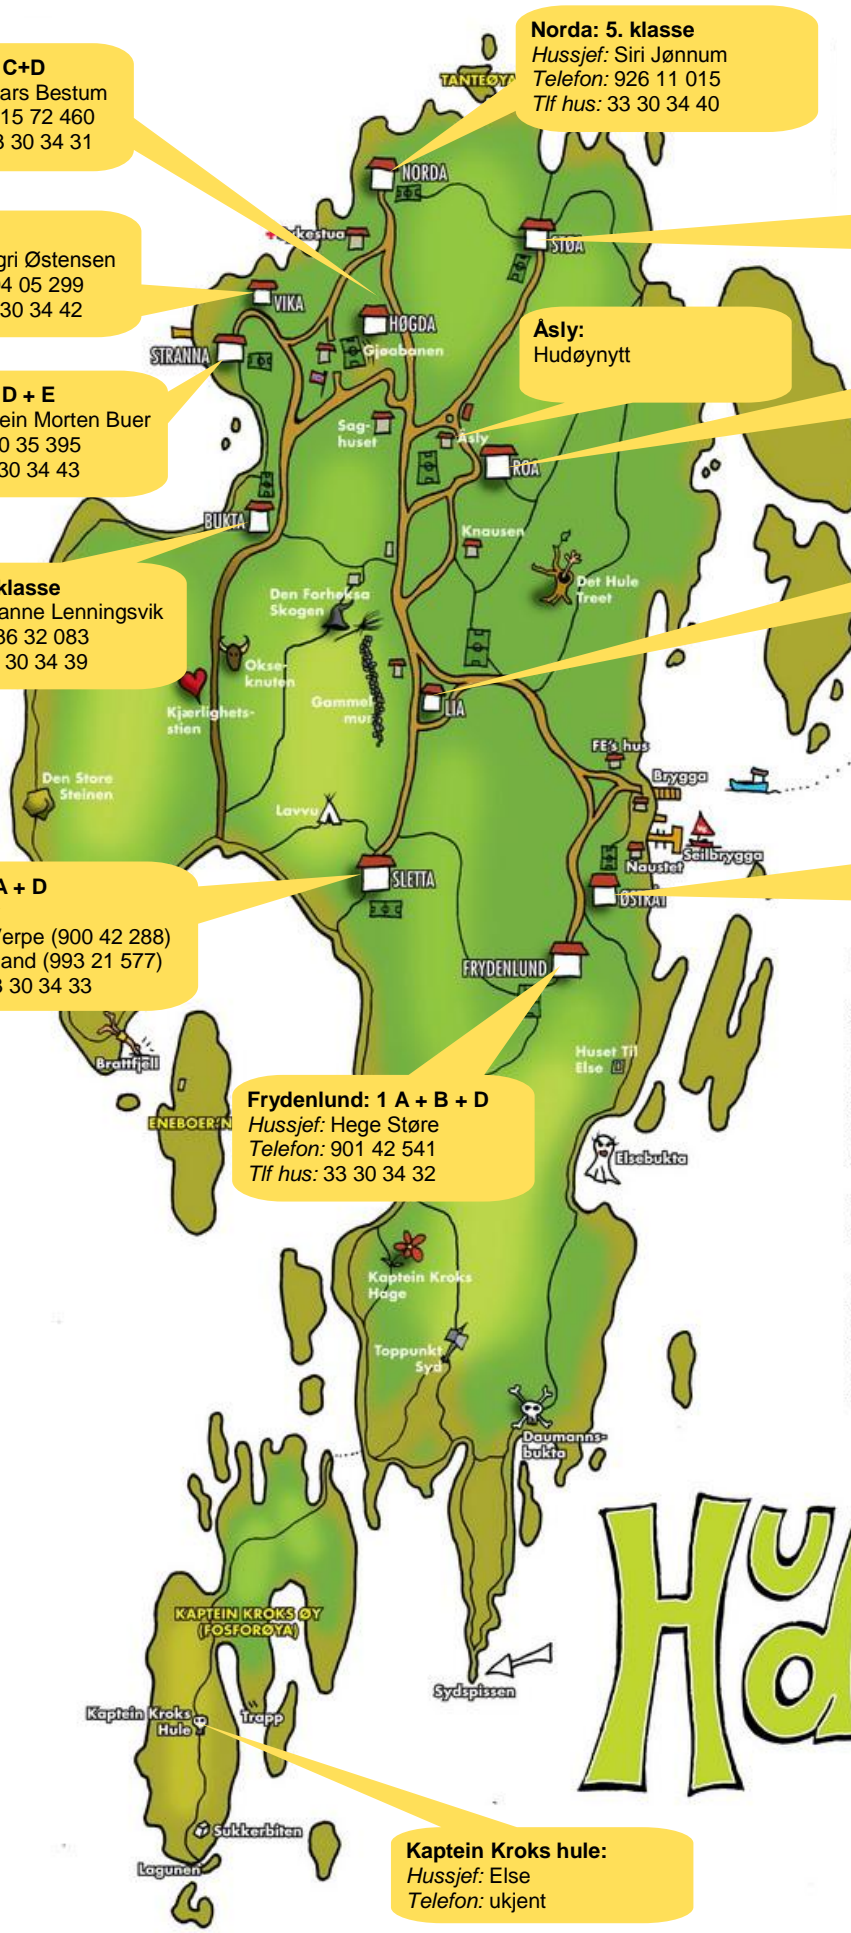 Norda: 5. klasse
Hussjef: Siri Jønnum
Telefon: 926 11 015
Tlf hus: 33 30 34 40
C+D
ars Bestum
15 72 460
30 34 31
TANTEØYA
NORDA
Sykestua
STØA
gri Østensen
4 05 299
30 34 42
VIKA
HØGDA
STRANNA
Gjøabanen
Åsly:
Hudøynytt
D + E
ein Morten Buer
0 35 395
30 34 43
Sag-
huset
Åsly
ROA
BUKTA
Knausen
klasse
anne Lenningsvik
36 32 083
30 34 39
Den Forheksa
Skogen
Det Hule
Treet
Okse-
knuten
Kjærlighets-
stien
Gammel
mur
LIA
FE's hus
Brygga
Den Store
Steinen
Lavvu
Seilbrygga
Naustet
A + D
SLETTA
ØSTRÅT
Verpe (900 42 288)
and (993 21 577)
30 34 33
FRYDENLUND
Brattfjell
Huset Til
Else
ENEBOER'N
Frydenlund: 1 A + B + D
Hussjef: Hege Støre
Telefon: 901 42 541
Tlf hus: 33 30 34 32
Elsebukta
Kaptein Kroks
Hage
Toppunkt
Syd
Daumanns-
bukta
Hud
KAPTEIN KROKS ØY
(FOSFORØYA)
Sydspissen
Kaptein Kroks
Hule
Trapp
Sukkerbiten
Lagunen
Kaptein Kroks hule:
Hussjef: Else
Telefon: ukjent